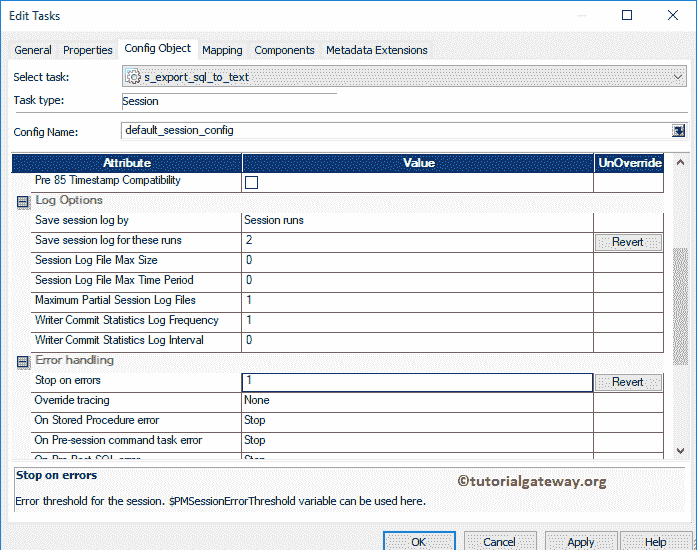 Edit Tasks
General Properties Config Object Mapping Components Metadata Extensions
Select task: s_export_sql_to_text
Task type: Session
Config Name: default_session_config
Attribute Value UnOverride
Pre 85 Timestamp Compatibility
Log Options
Save session log by Session runs
Save session log for these runs 2 Revert
Session Log File Max Size 0
Session Log File Max Time Period 0
Maximum Partial Session Log Files 1
Writer Commit Statistics Log Frequency 1
Writer Commit Statistics Log Interval 0
Error handling
Stop on errors 1 Revert
Override tracing None
On Stored Procedure error Stop
On Pre-session command task error Stop
On Pre-Post SQL error Stop
Stop on errors
©tutorialgateway.org
Error threshold for the session. $PMSessionErrorThreshold variable can be used here.
OK Cancel Apply Help